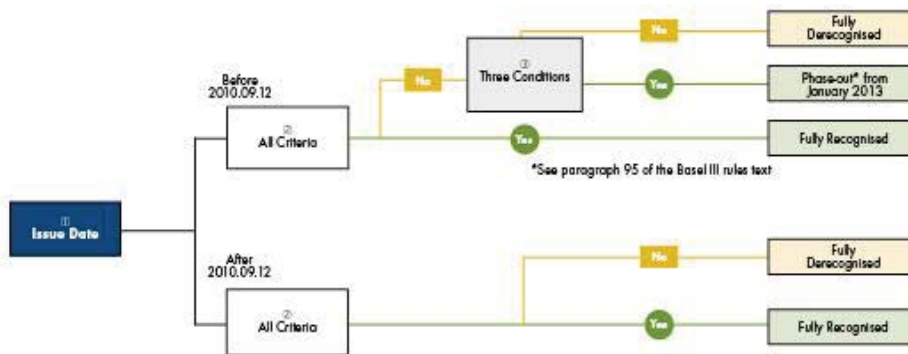 No
Fully
Derecognised
③
Three Conditions
Before
2010.09.12
No
Yes
Phase-out* from
January 2013
②
All Criteria
Yes
Fully Recognised
*See paragraph 95 of the Basel III rules text
①
Issue Date
After
2010.09.12
No
Fully
Derecognised
②
All Criteria
Yes
Fully Recognised